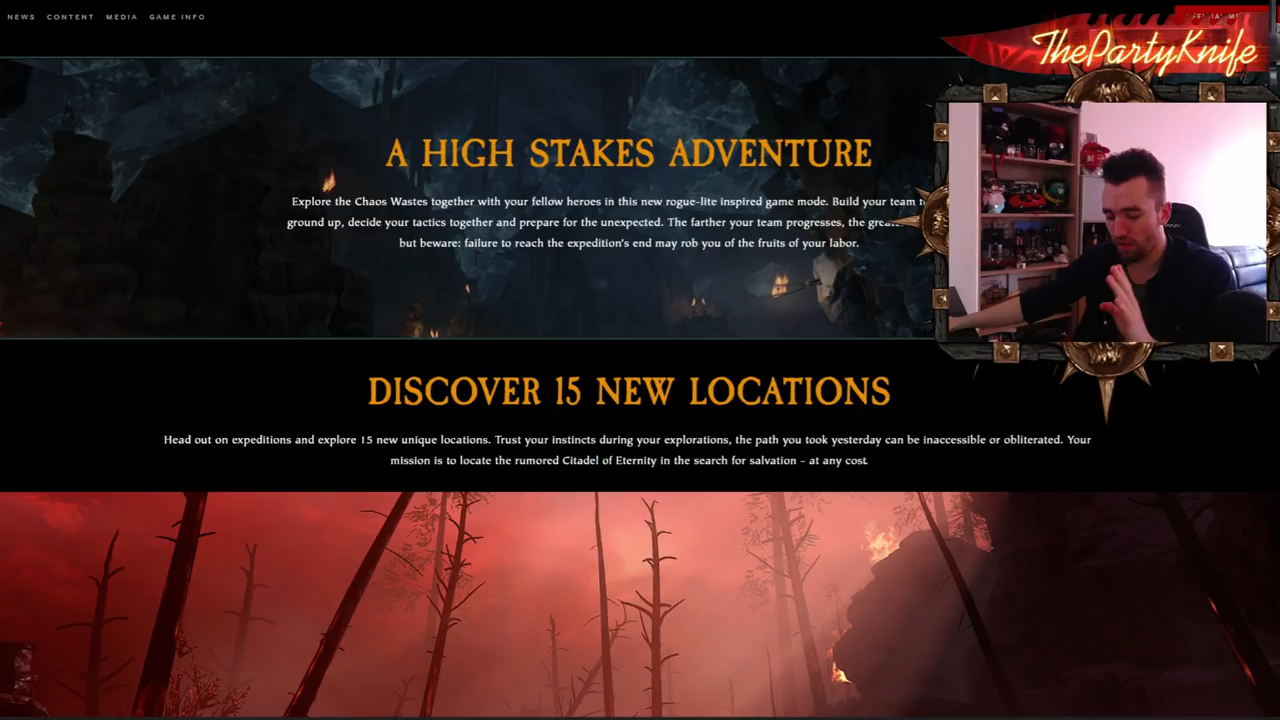 NEWS CONTENT MEDIA GAME INFO
ThePartyKnife
A HIGH STAKES ADVENTURE
Explore the Chaos Wastes together with your fellow heroes in this new rogue-lite inspired game mode. Build your team
ground up, decide your tactics together and prepare for the unexpected. The farther your team progresses, the
but beware: failure to reach the expedition's end may rob you of the fruits of your labor.
DISCOVER 15 NEW LOCATIONS
Head out on expeditions and explore 15 new unique locations. Trust your instincts during your explorations, the path you took yesterday can be inaccessible or obliterated. Your
mission is to locate the rumored Citadel of Eternity in the search for salvation – at any cost.